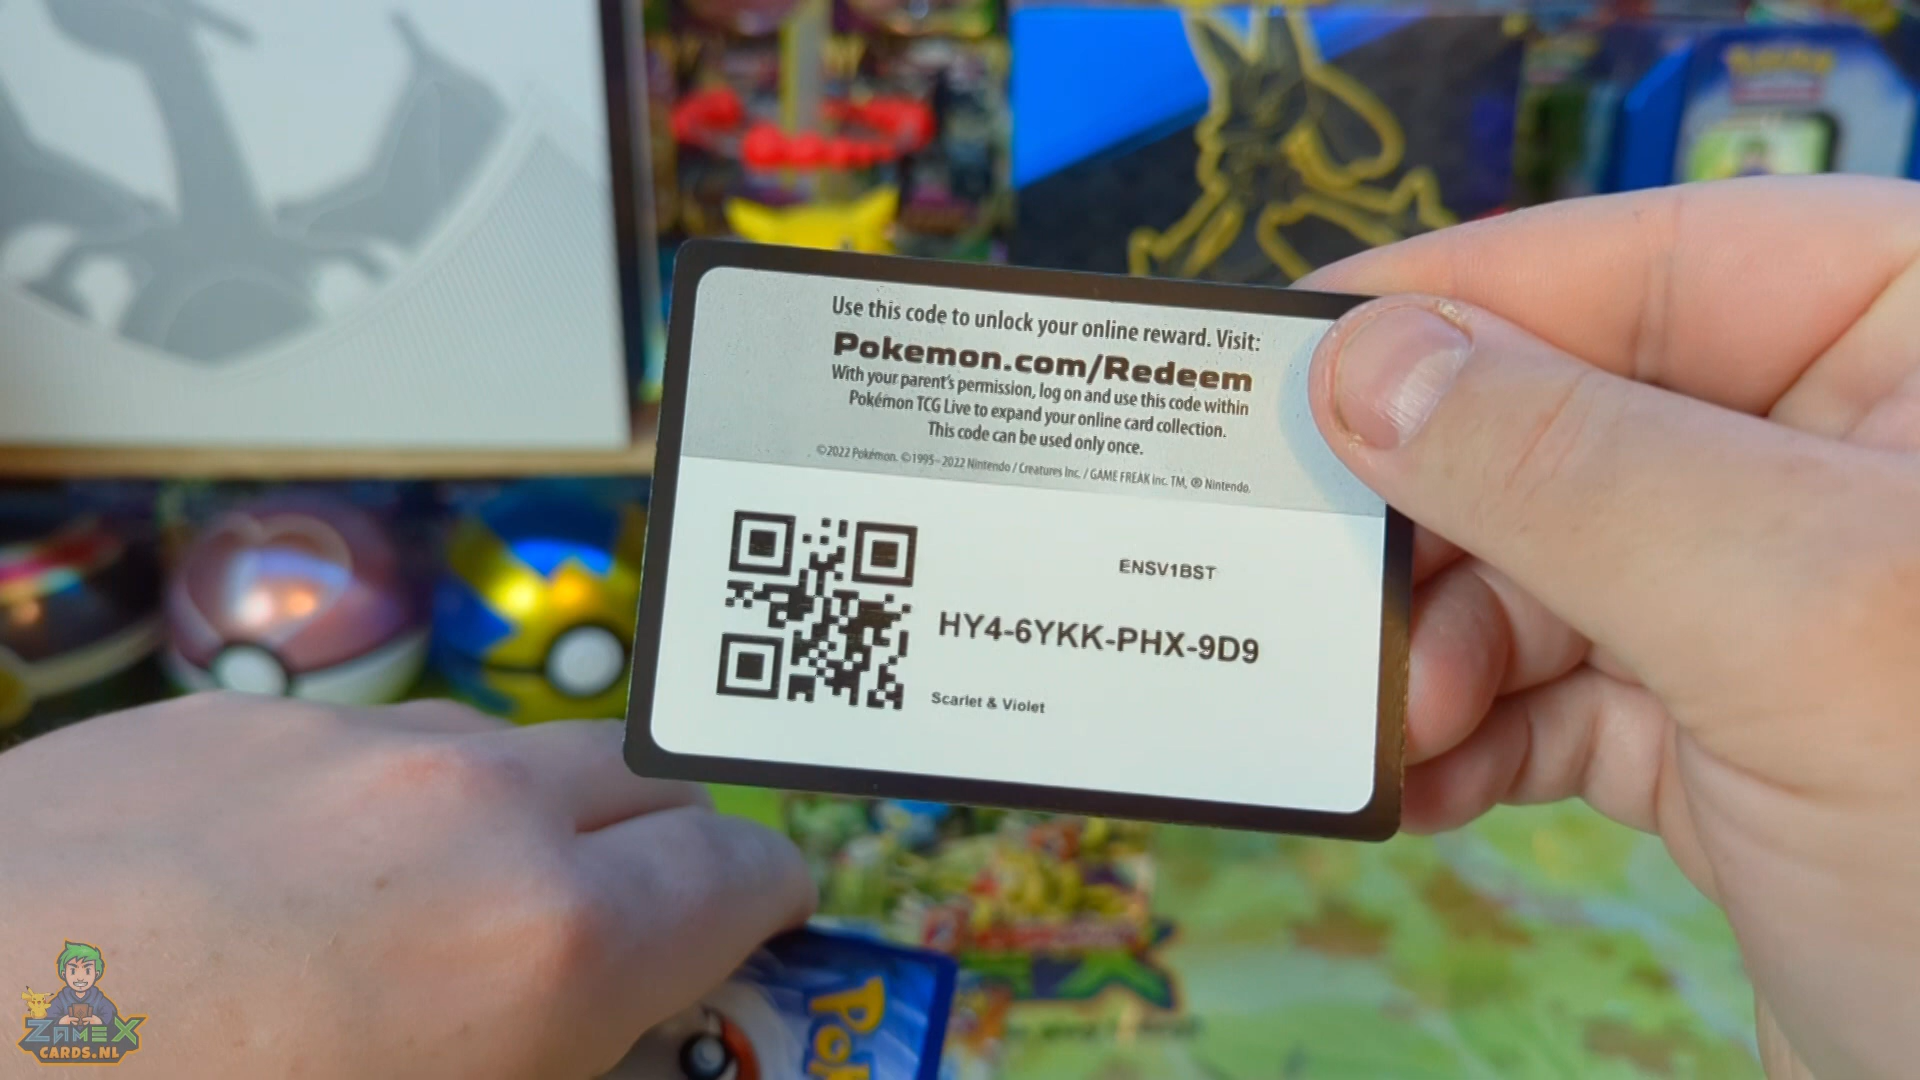 Use this code to unlock your online reward. Visit:
Pokemon.com/Redeem
With your parent's permission, log on and use this code within
Pokémon TCG Live to expand your online card collection.
This code can be used only once.
©2022 Pokémon. ©1995–2022 Nintendo / Creatures Inc. / GAME FREAK inc. TM, ® Nintendo.
ENSV1BST
HY4-6YKK-PHX-9D9
Scarlet & Violet
ZAMEX
CARDS.NL